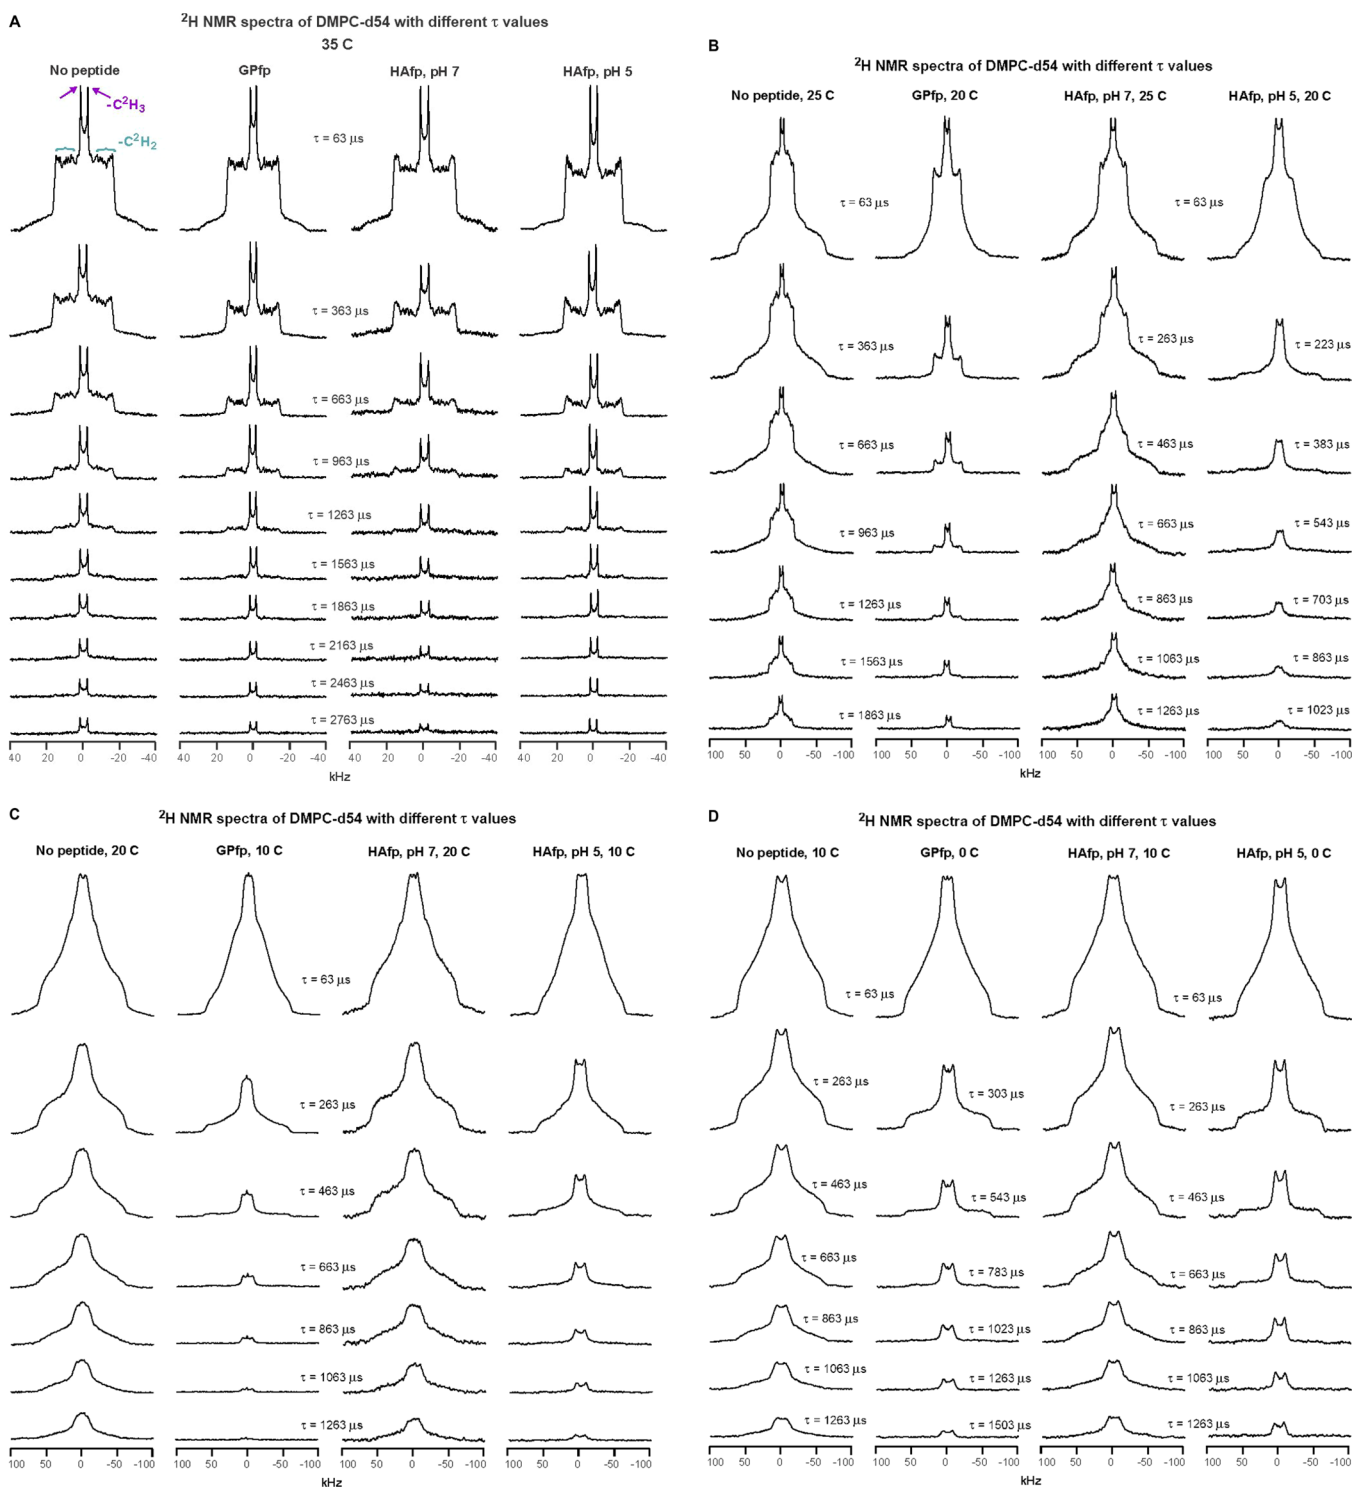 A
²H NMR spectra of DMPC-d54 with different τ values
35 C
No peptide GPfp HAfp, pH 7 HAfp, pH 5
-C²H₃
-C²H₂
τ = 63 μs
τ = 363 μs
τ = 663 μs
τ = 963 μs
τ = 1263 μs
τ = 1563 μs
τ = 1863 μs
τ = 2163 μs
τ = 2463 μs
τ = 2763 μs
40 20 0 -20 -40 40 20 0 -20 -40 40 20 0 -20 -40 40 20 0 -20 -40
kHz
B
²H NMR spectra of DMPC-d54 with different τ values
No peptide, 25 C GPfp, 20 C HAfp, pH 7, 25 C HAfp, pH 5, 20 C
τ = 63 μs τ = 63 μs
τ = 363 μs τ = 263 μs τ = 223 μs
τ = 663 μs τ = 463 μs τ = 383 μs
τ = 963 μs τ = 663 μs τ = 543 μs
τ = 1263 μs τ = 863 μs τ = 703 μs
τ = 1563 μs τ = 1063 μs τ = 863 μs
τ = 1863 μs τ = 1263 μs τ = 1023 μs
100 50 0 -50 -100 100 50 0 -50 -100 100 50 0 -50 -100 100 50 0 -50 -100
kHz
C
²H NMR spectra of DMPC-d54 with different τ values
No peptide, 20 C GPfp, 10 C HAfp, pH 7, 20 C HAfp, pH 5, 10 C
τ = 63 μs
τ = 263 μs
τ = 463 μs
τ = 663 μs
τ = 863 μs
τ = 1063 μs
τ = 1263 μs
100 50 0 -50 -100 100 50 0 -50 -100 100 50 0 -50 -100 100 50 0 -50 -100
kHz
D
²H NMR spectra of DMPC-d54 with different τ values
No peptide, 10 C GPfp, 0 C HAfp, pH 7, 10 C HAfp, pH 5, 0 C
τ = 63 μs τ = 63 μs
τ = 263 μs τ = 303 μs τ = 263 μs
τ = 463 μs τ = 543 μs τ = 463 μs
τ = 663 μs τ = 783 μs τ = 663 μs
τ = 863 μs τ = 1023 μs τ = 863 μs
τ = 1063 μs τ = 1263 μs τ = 1063 μs
τ = 1263 μs τ = 1503 μs τ = 1263 μs
100 50 0 -50 -100 100 50 0 -50 -100 100 50 0 -50 -100 100 50 0 -50 -100
kHz